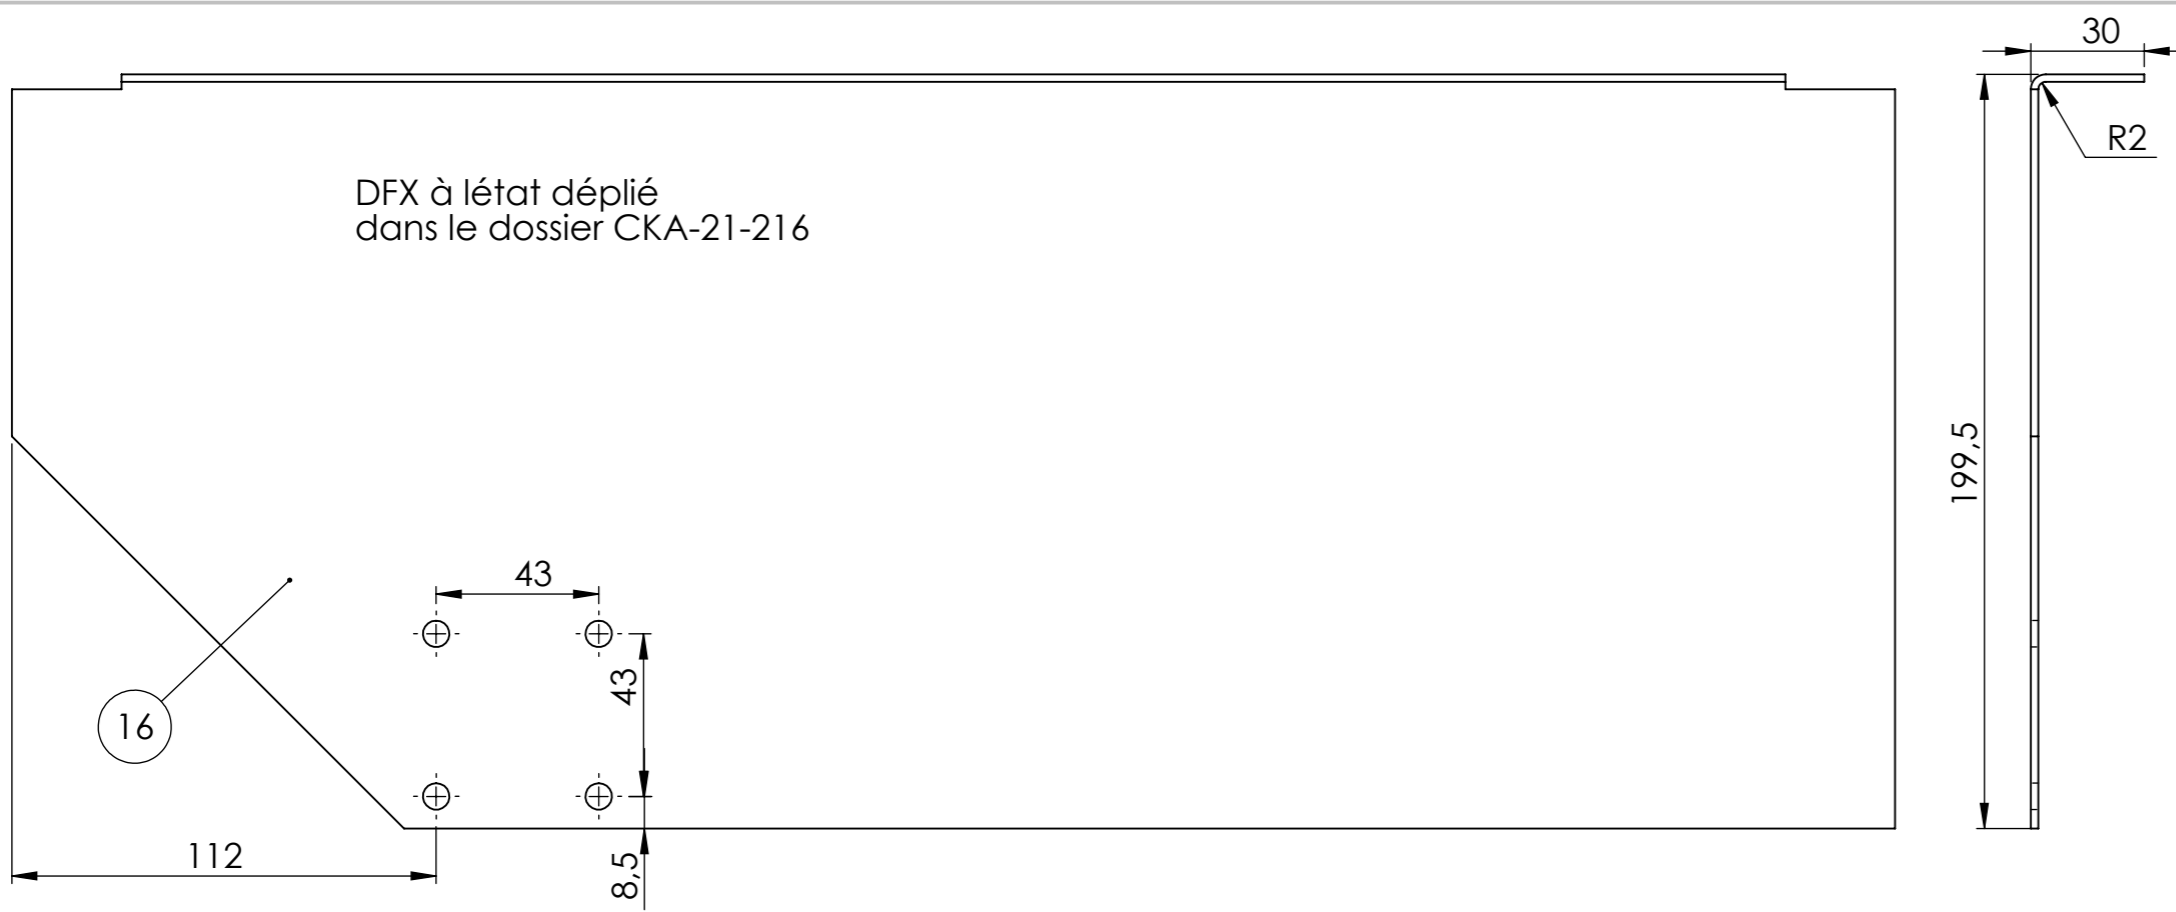 30
R2
DFX à létat déplié
dans le dossier CKA-21-216
199,5
43
43
16
112
8,5